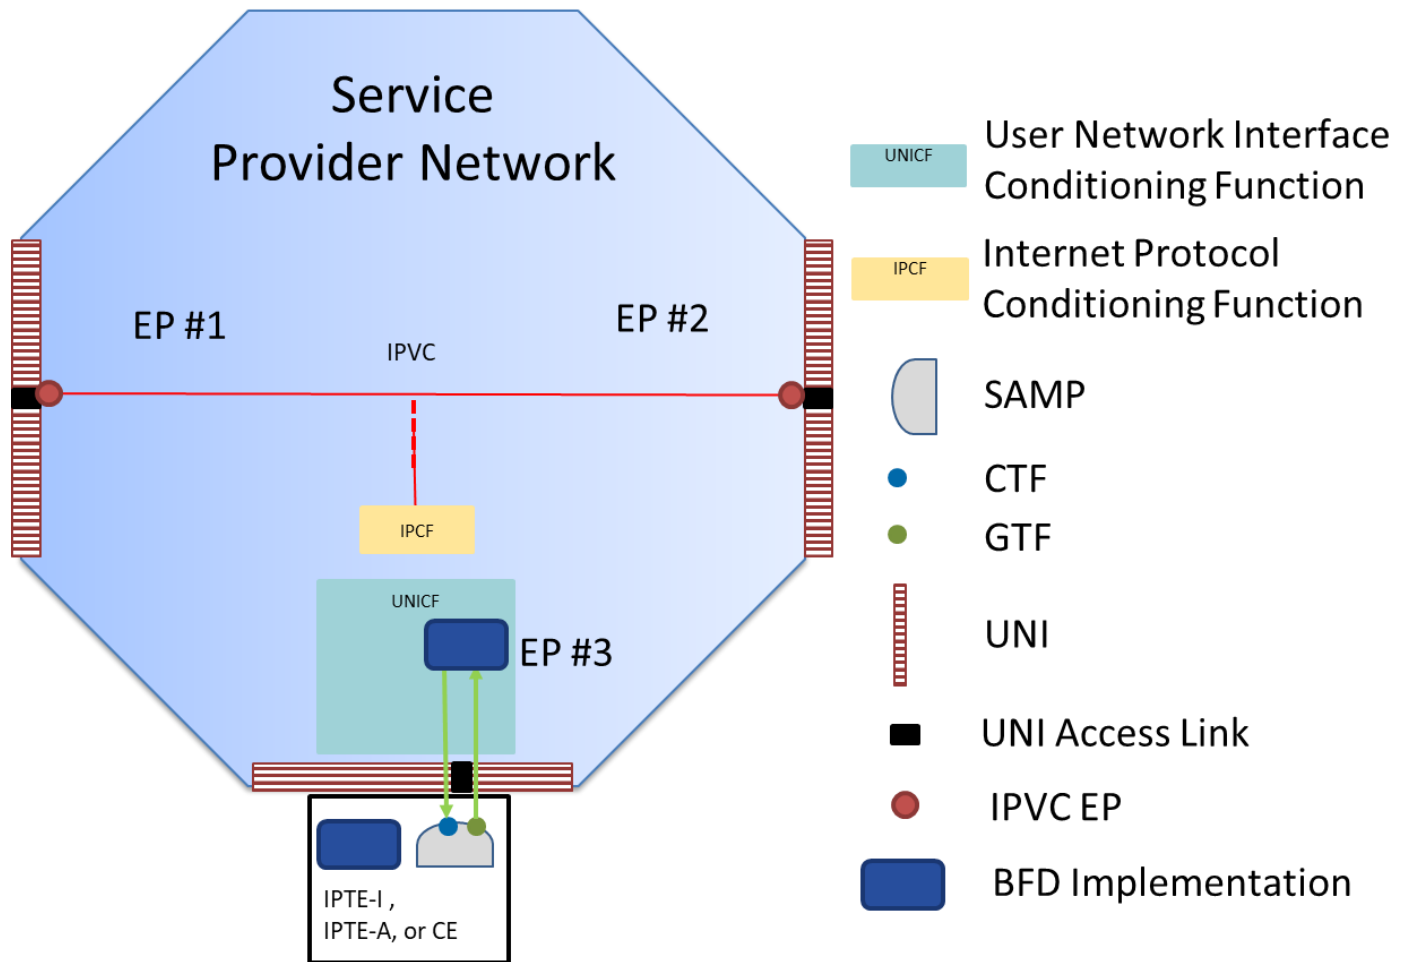 Service
Provider Network
EP #1
EP #2
IPVC
IPCF
UNICF
EP #3
IPTE-I ,
IPTE-A, or CE
UNICF
User Network Interface
Conditioning Function
IPCF
Internet Protocol
Conditioning Function
SAMP
CTF
GTF
UNI
UNI Access Link
IPVC EP
BFD Implementation